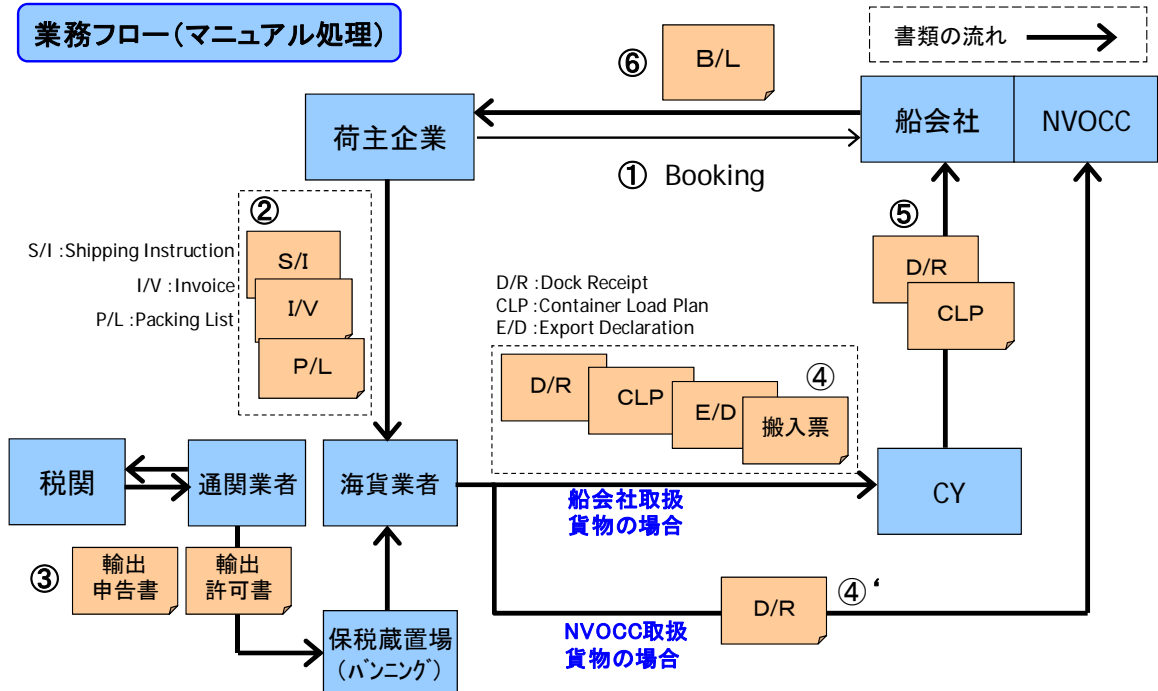 業務フロー(マニュアル処理)
書類の流れ
⑥
B/L
荷主企業
船会社
NVOCC
① Booking
②
S/I :Shipping Instruction
I/V :Invoice
P/L :Packing List
S/I
I/V
P/L
⑤
D/R
CLP
D/R :Dock Receipt
CLP :Container Load Plan
E/D :Export Declaration
④
D/R
CLP
E/D
搬入票
税関
通関業者
海貨業者
CY
船会社取扱
貨物の場合
③
輸出
申告書
輸出
許可書
保税蔵置場
(バンニング)
D/R
④‘
NVOCC取扱
貨物の場合